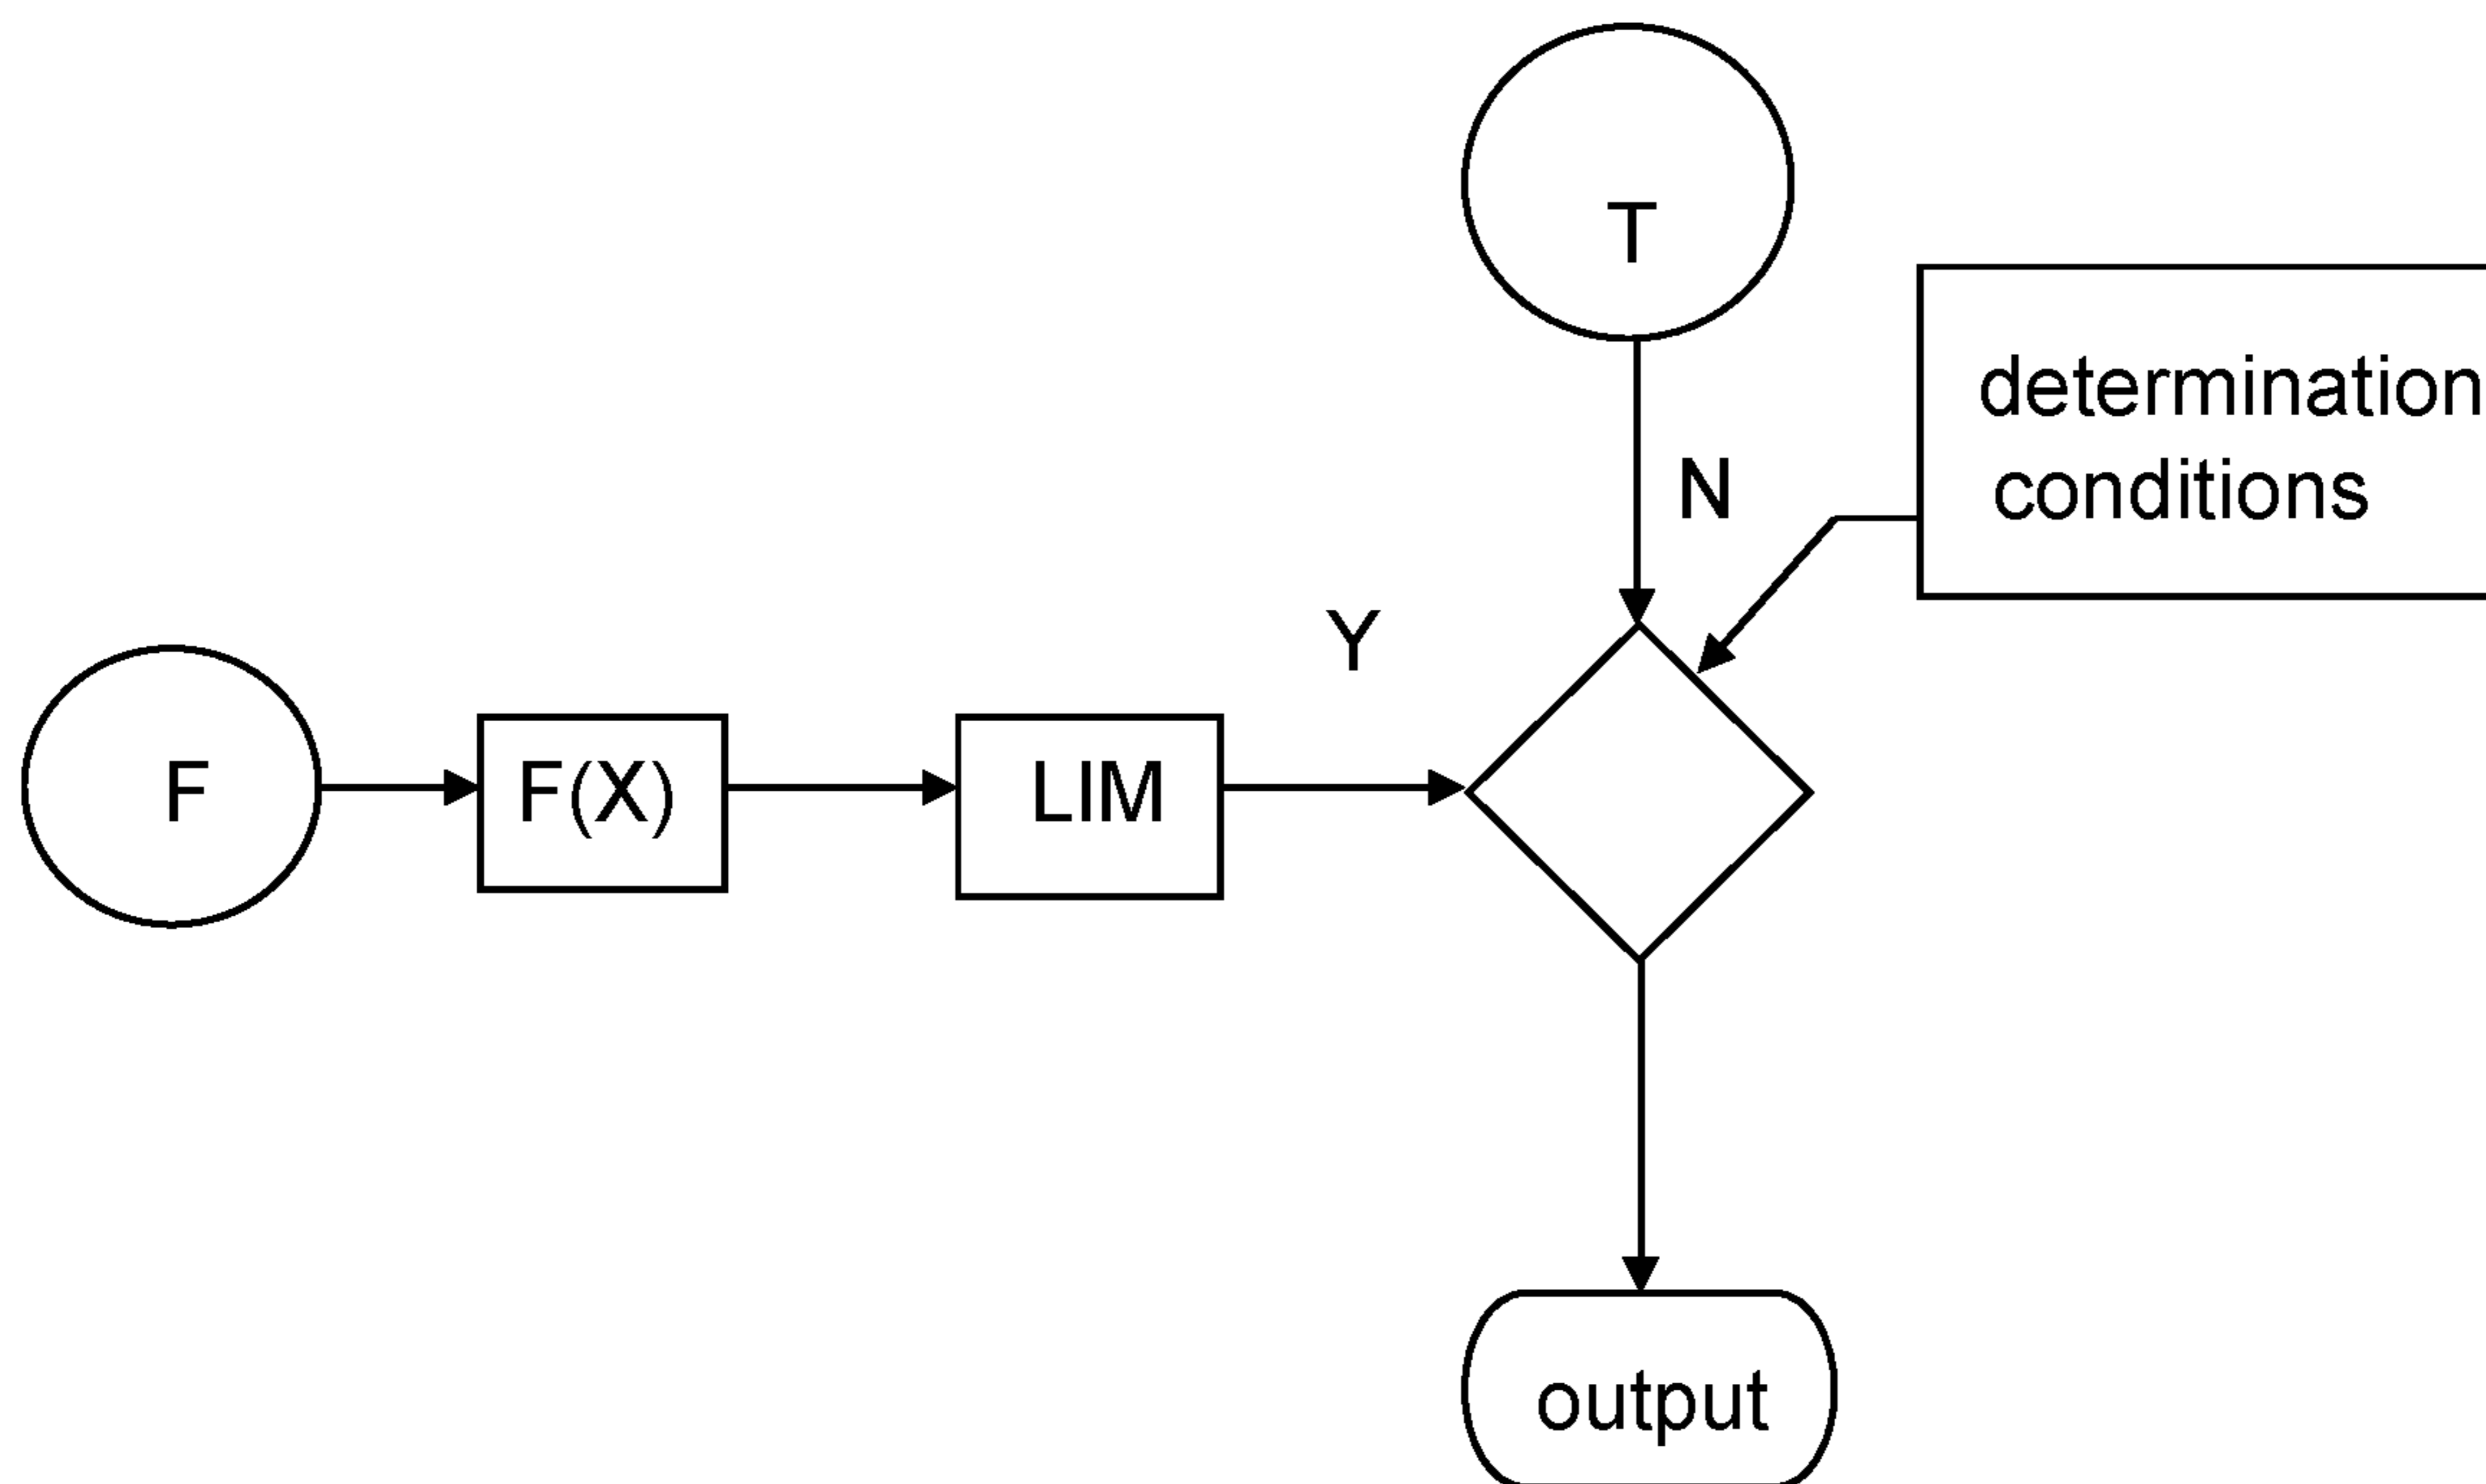 T
determination
conditions
N
Y
F
F(X)
LIM
output